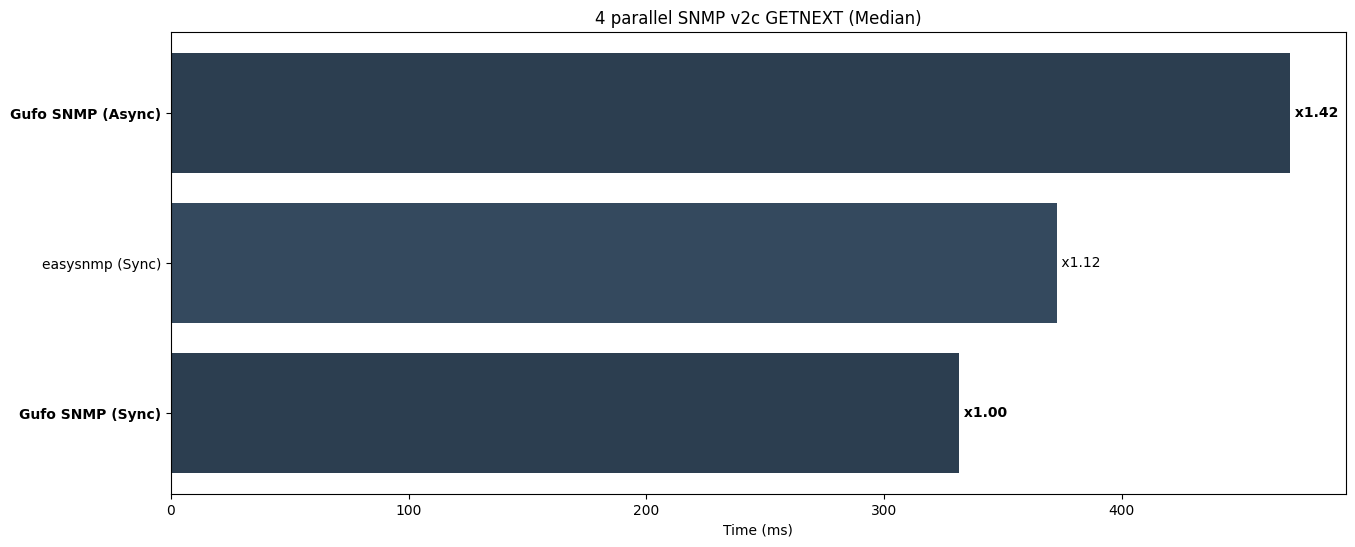 4 parallel SNMP v2c GETNEXT (Median)
Gufo SNMP (Async)
x1.42
easysnmp (Sync)
x1.12
Gufo SNMP (Sync)
x1.00
0
100
200
300
400
Time (ms)